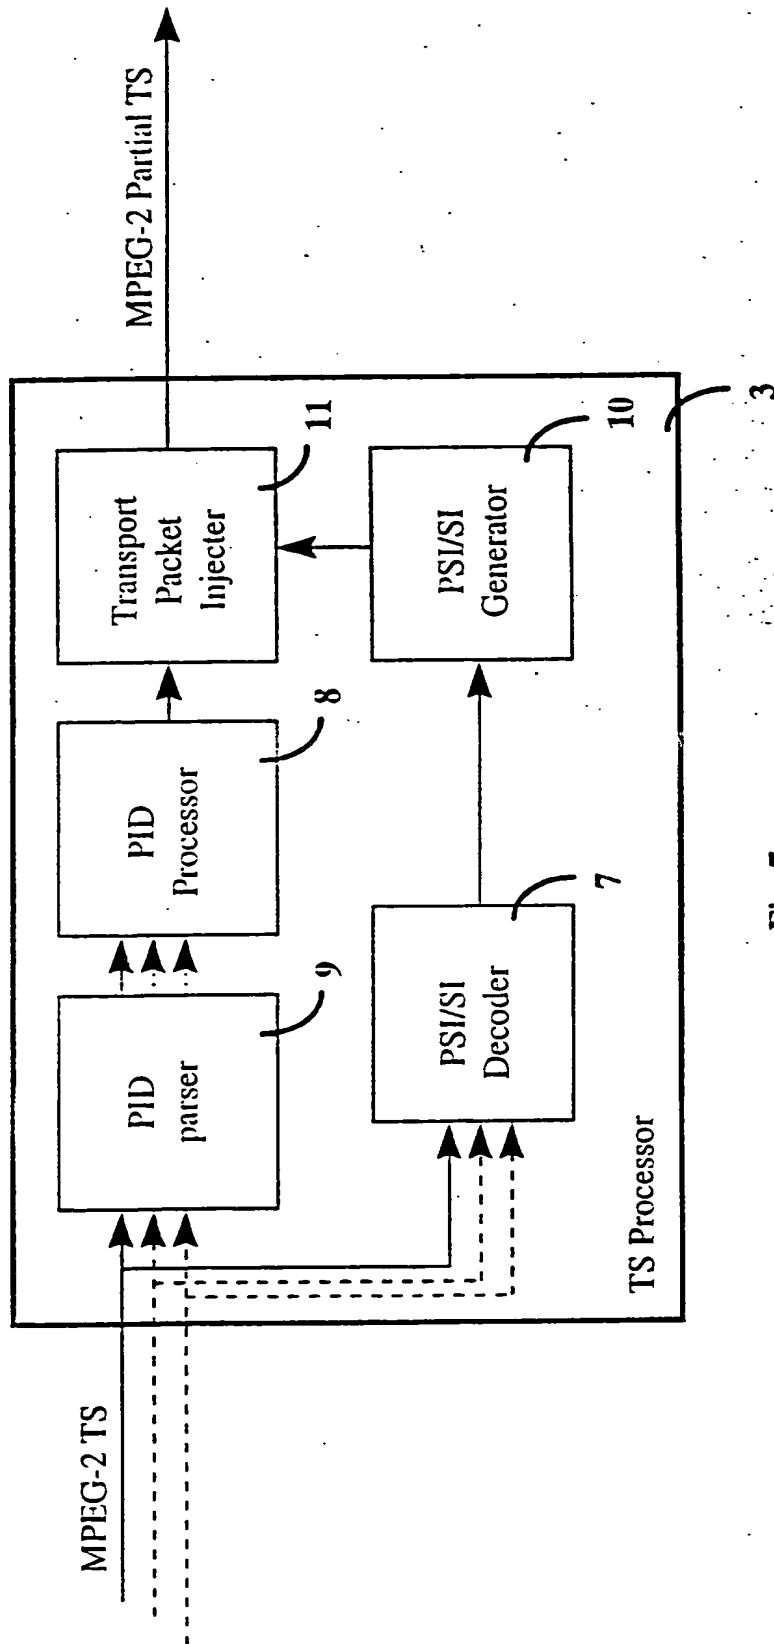 MPEG-2 TS
MPEG-2 Partial TS
PID
parser
9
PID
Processor
8
Transport
Packet
Injecter
11
PSI/SI
Decoder
7
PSI/SI
Generator
10
TS Processor
3